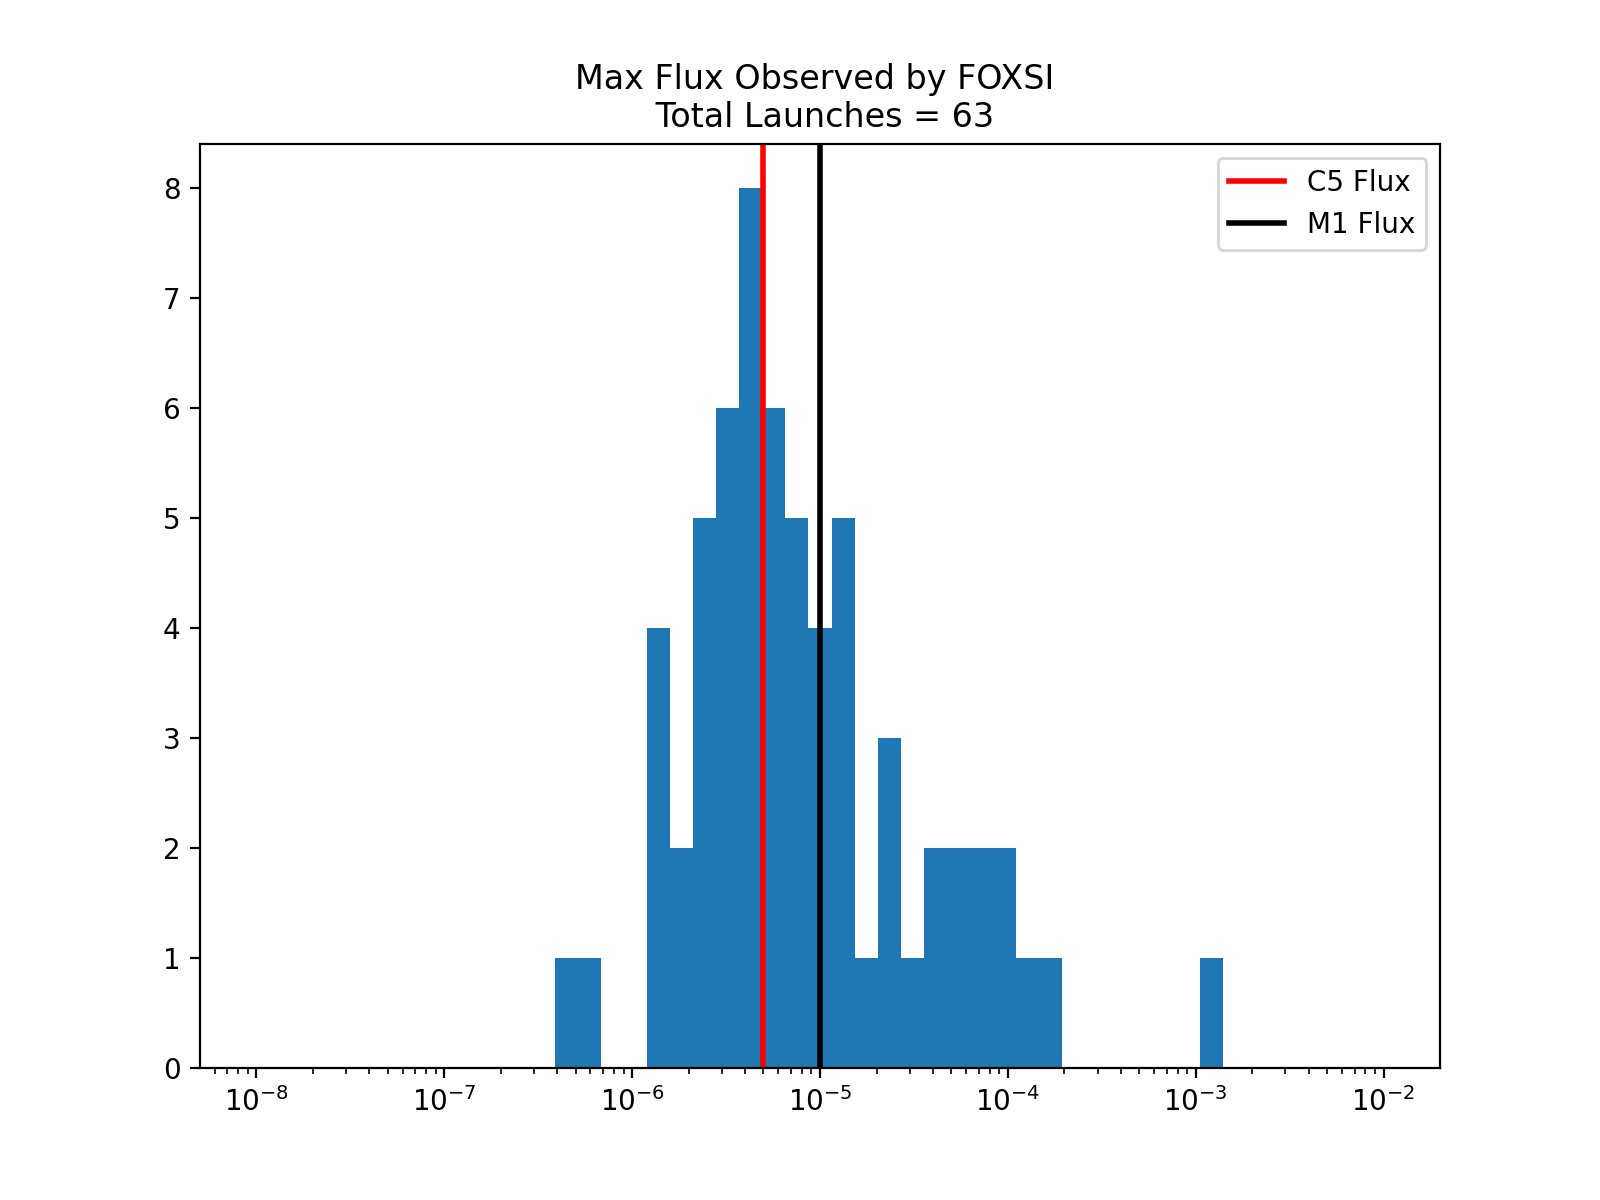 Max Flux Observed by FOXSI
Total Launches = 63
C5 Flux
M1 Flux
8
7
6
5
4
3
2
1
0
10⁻⁸ 10⁻⁷ 10⁻⁶ 10⁻⁵ 10⁻⁴ 10⁻³ 10⁻²